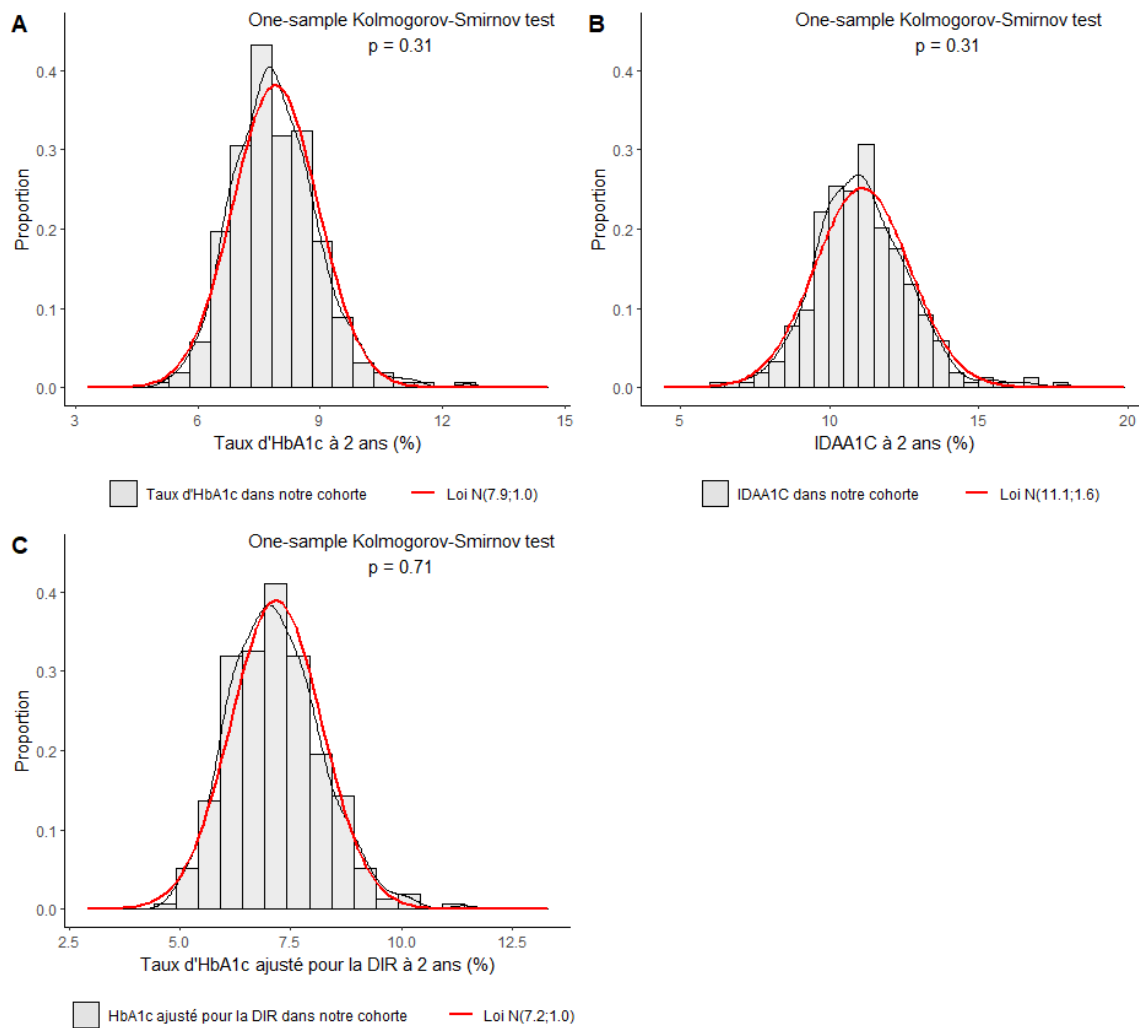 A
One-sample Kolmogorov-Smirnov test
p = 0.31
Proportion
0.4
0.3
0.2
0.1
0.0
3 6 9 12 15
Taux d'HbA1c à 2 ans (%)
Taux d'HbA1c dans notre cohorte Loi N(7.9;1.0)
B
One-sample Kolmogorov-Smirnov test
p = 0.31
Proportion
0.4
0.3
0.2
0.1
0.0
5 10 15 20
IDAA1C à 2 ans (%)
IDAA1C dans notre cohorte Loi N(11.1;1.6)
C
One-sample Kolmogorov-Smirnov test
p = 0.71
Proportion
0.4
0.3
0.2
0.1
0.0
2.5 5.0 7.5 10.0 12.5
Taux d'HbA1c ajusté pour la DIR à 2 ans (%)
HbA1c ajusté pour la DIR dans notre cohorte Loi N(7.2;1.0)